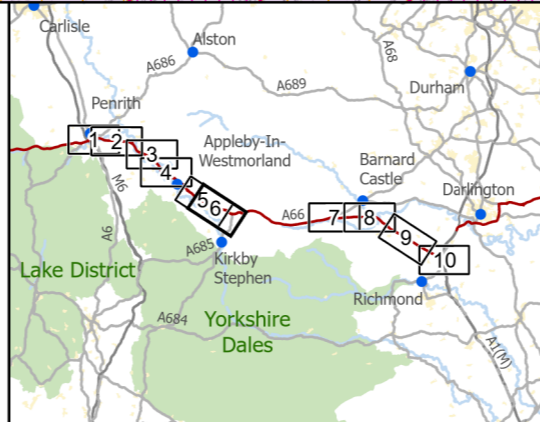 Carlisle
Alston
A68
A686
A689
Durham
Penrith
1
2
3
4
5
6
Appleby-In-
Westmorland
Barnard
Castle
Darlington
M6
A66
7
8
9
10
A6
A685
Kirkby
Stephen
Lake District
Richmond
A684
Yorkshire
Dales
A1(M)